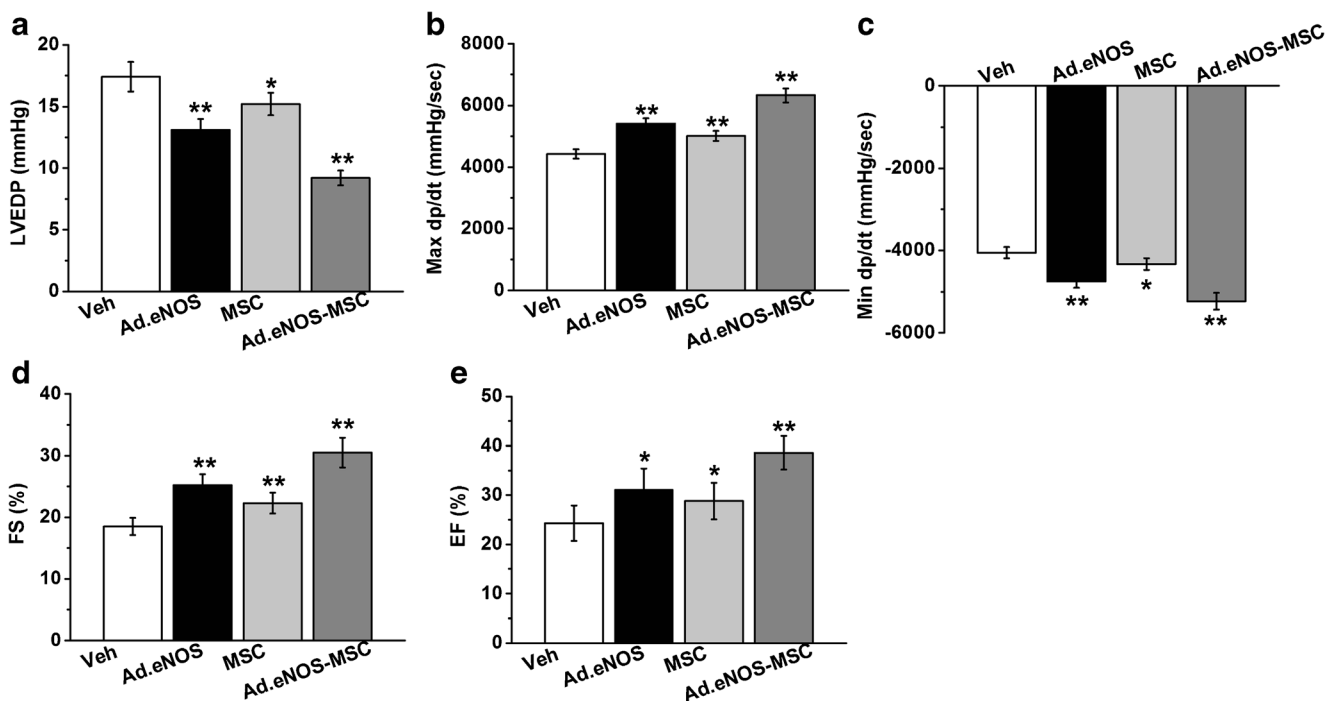 a
LVEDP (mmHg)
20
15
10
5
0
**
*
**
Veh
Ad.eNOS
MSC
Ad.eNOS-MSC
b
Max dp/dt (mmHg/sec)
8000
6000
4000
2000
0
**
**
**
Veh
Ad.eNOS
MSC
Ad.eNOS-MSC
c
Veh
Ad.eNOS
MSC
Ad.eNOS-MSC
Min dp/dt (mmHg/sec)
0
-2000
-4000
-6000
**
*
**
d
FS (%)
40
30
20
10
0
**
**
**
Veh
Ad.eNOS
MSC
Ad.eNOS-MSC
e
EF (%)
50
40
30
20
10
0
*
*
**
Veh
Ad.eNOS
MSC
Ad.eNOS-MSC